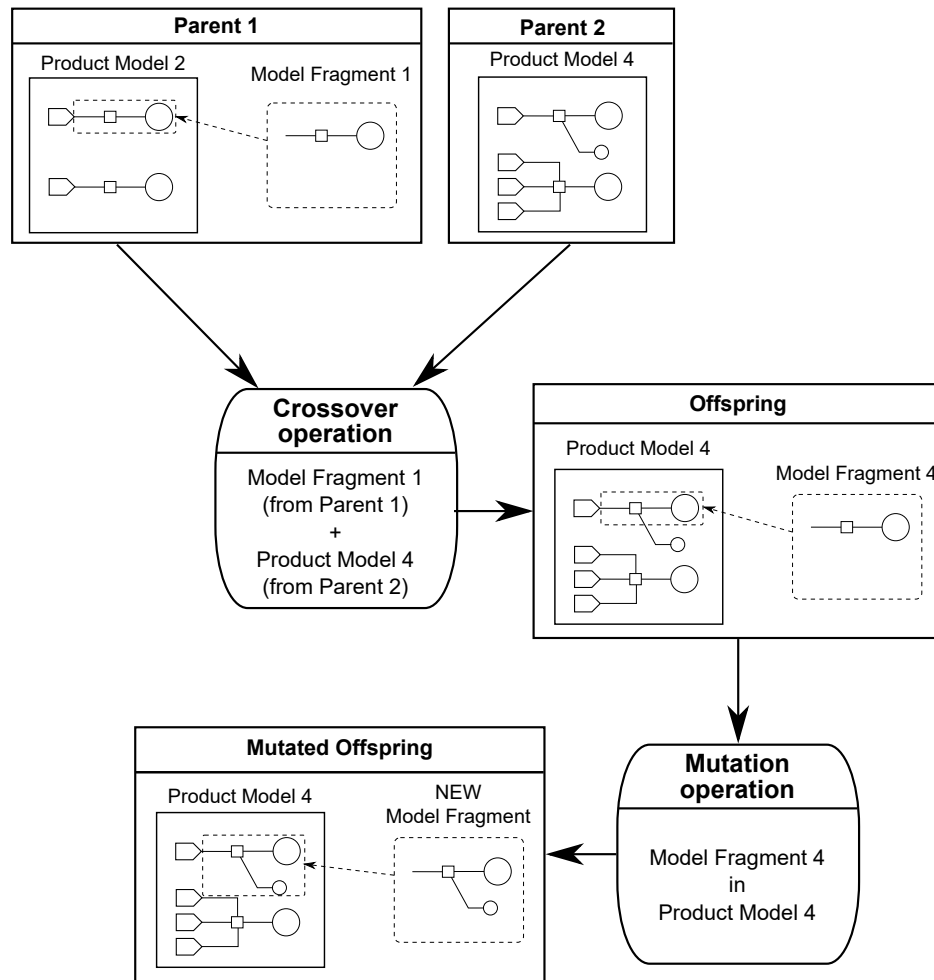 Parent 1
Product Model 2
Model Fragment 1
Parent 2
Product Model 4
Crossover
operation
Model Fragment 1
(from Parent 1)
+
Product Model 4
(from Parent 2)
Offspring
Product Model 4
Model Fragment 4
Mutation
operation
Model Fragment 4
in
Product Model 4
Mutated Offspring
Product Model 4
NEW
Model Fragment